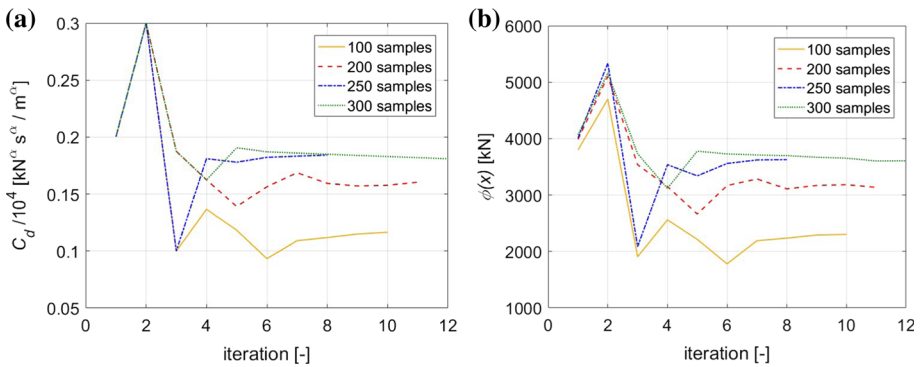 (a)
C_d /10^4 [kN^α s^α / m^α]
0.3
0.25
0.2
0.15
0.1
0.05
0 2 4 6 8 10 12
iteration [-]
100 samples
200 samples
250 samples
300 samples
(b)
ϕ(x) [kN]
6000
5000
4000
3000
2000
1000
0 2 4 6 8 10 12
iteration [-]
100 samples
200 samples
250 samples
300 samples